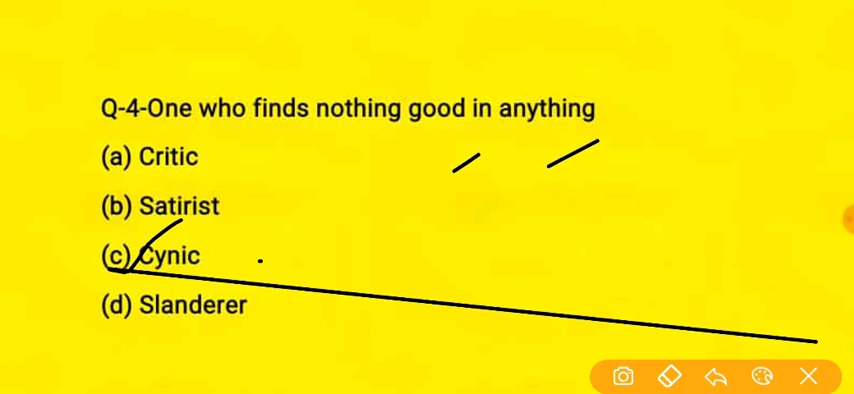 Q-4-One who finds nothing good in anything
(a) Critic
(b) Satirist
(c) Cynic
(d) Slanderer